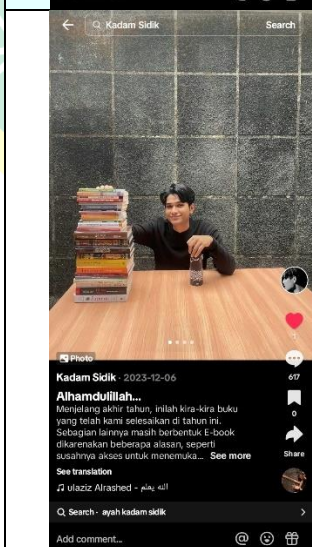 Kadam Sidik
Search
Photo
Kadam Sidik · 2023-12-06
617
Alhamdulillah...
Menjelang akhir tahun, inilah kira-kira buku
yang telah kami selesaikan di tahun ini.
Sebagian lainnya masih berbentuk E-book
dikarenakan beberapa alasan, seperti
susahnya akses untuk menemuka... See more
0
Share
See translation
ulaziz Alrashed - الله يعلم
Search · ayah kadam sidik
Add comment...